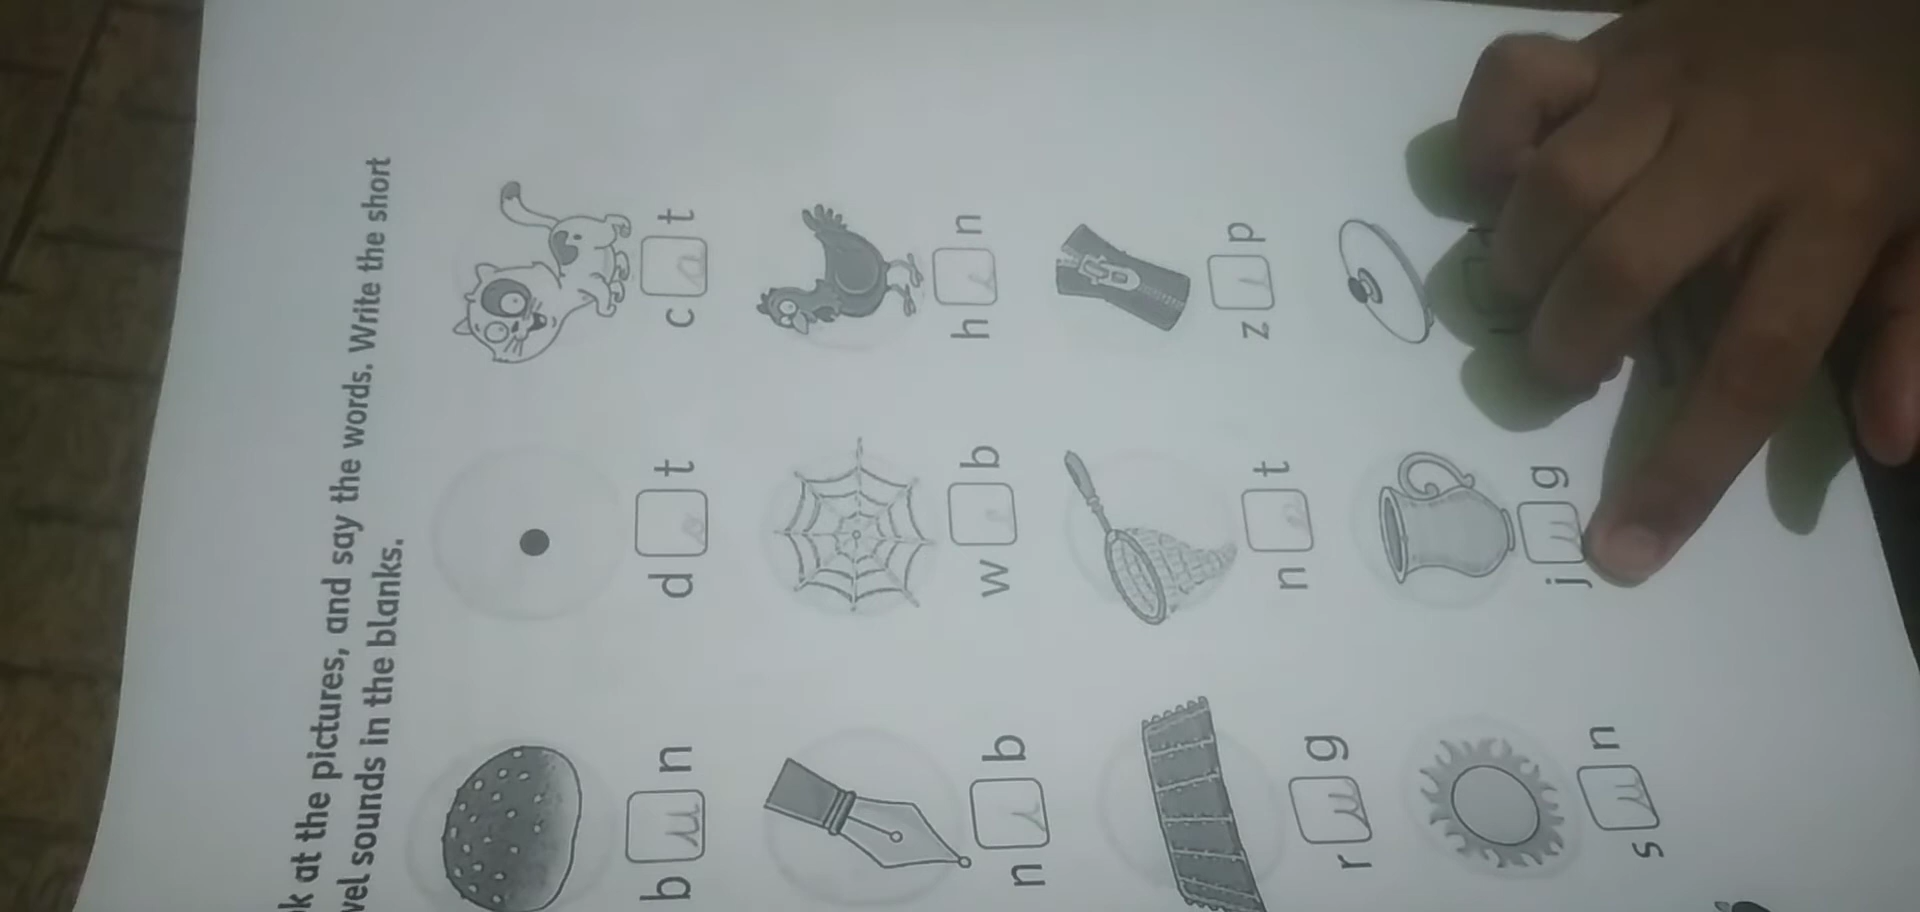 k at the pictures, and say the words. Write the short
vel sounds in the blanks.
b u n d o t c a t
n i b w e b h e n
r u g n e t z i p
s u n j u g